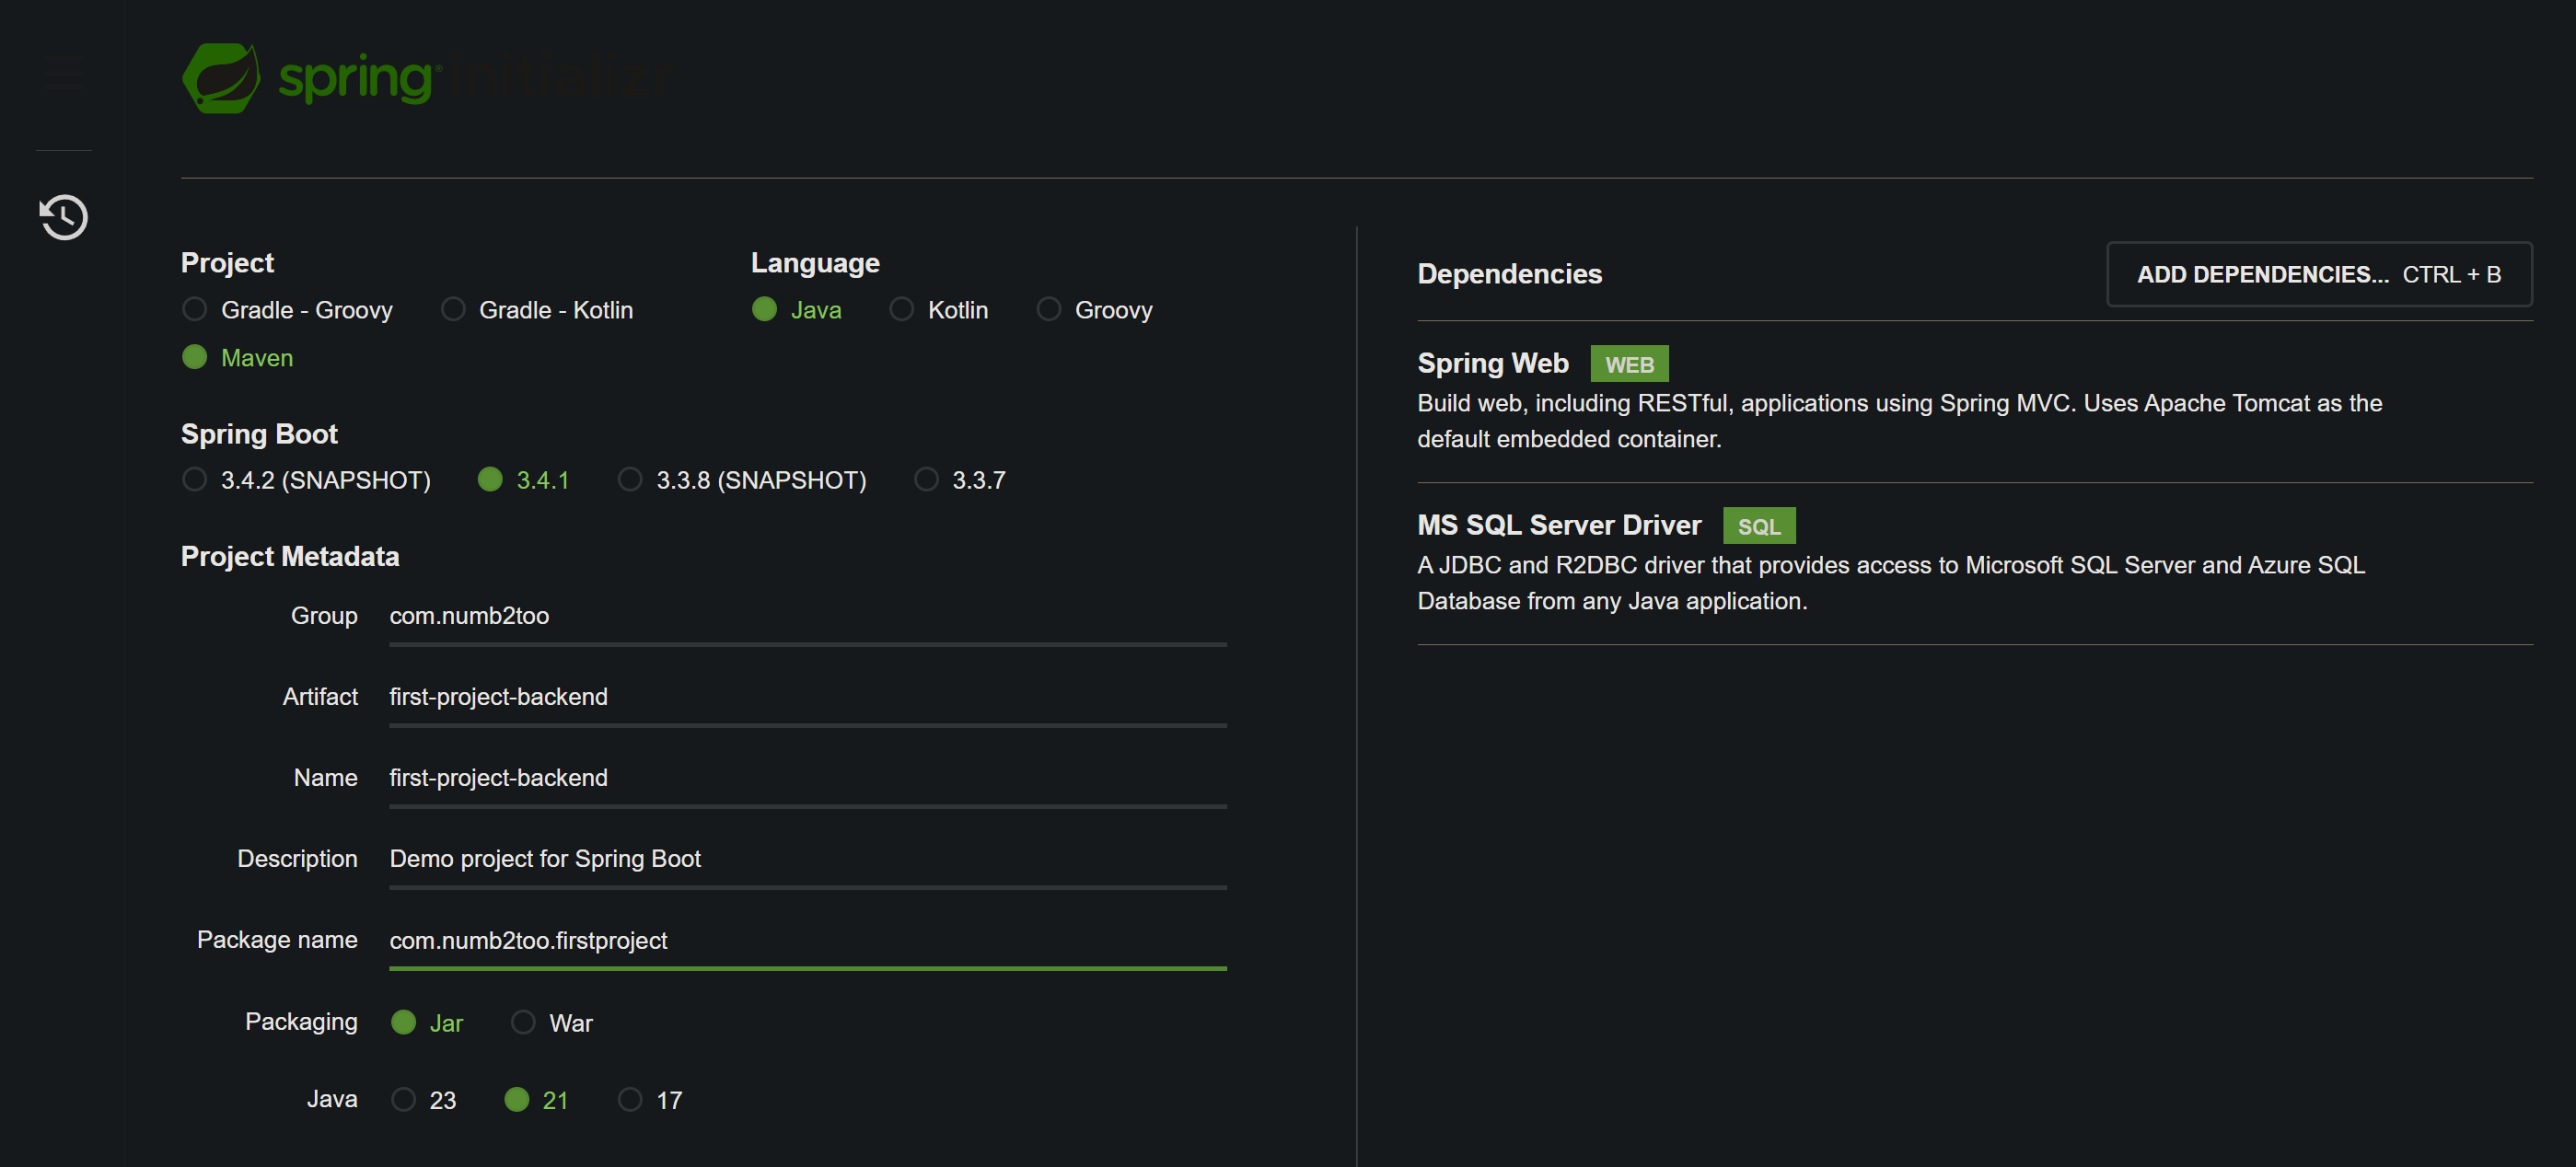 spring initializr
Project
Gradle - Groovy Gradle - Kotlin
Maven
Language
Java Kotlin Groovy
Spring Boot
3.4.2 (SNAPSHOT) 3.4.1 3.3.8 (SNAPSHOT) 3.3.7
Project Metadata
Group com.numb2too
Artifact first-project-backend
Name first-project-backend
Description Demo project for Spring Boot
Package name com.numb2too.firstproject
Packaging Jar War
Java 23 21 17
Dependencies
ADD DEPENDENCIES... CTRL + B
Spring Web WEB
Build web, including RESTful, applications using Spring MVC. Uses Apache Tomcat as the
default embedded container.
MS SQL Server Driver SQL
A JDBC and R2DBC driver that provides access to Microsoft SQL Server and Azure SQL
Database from any Java application.